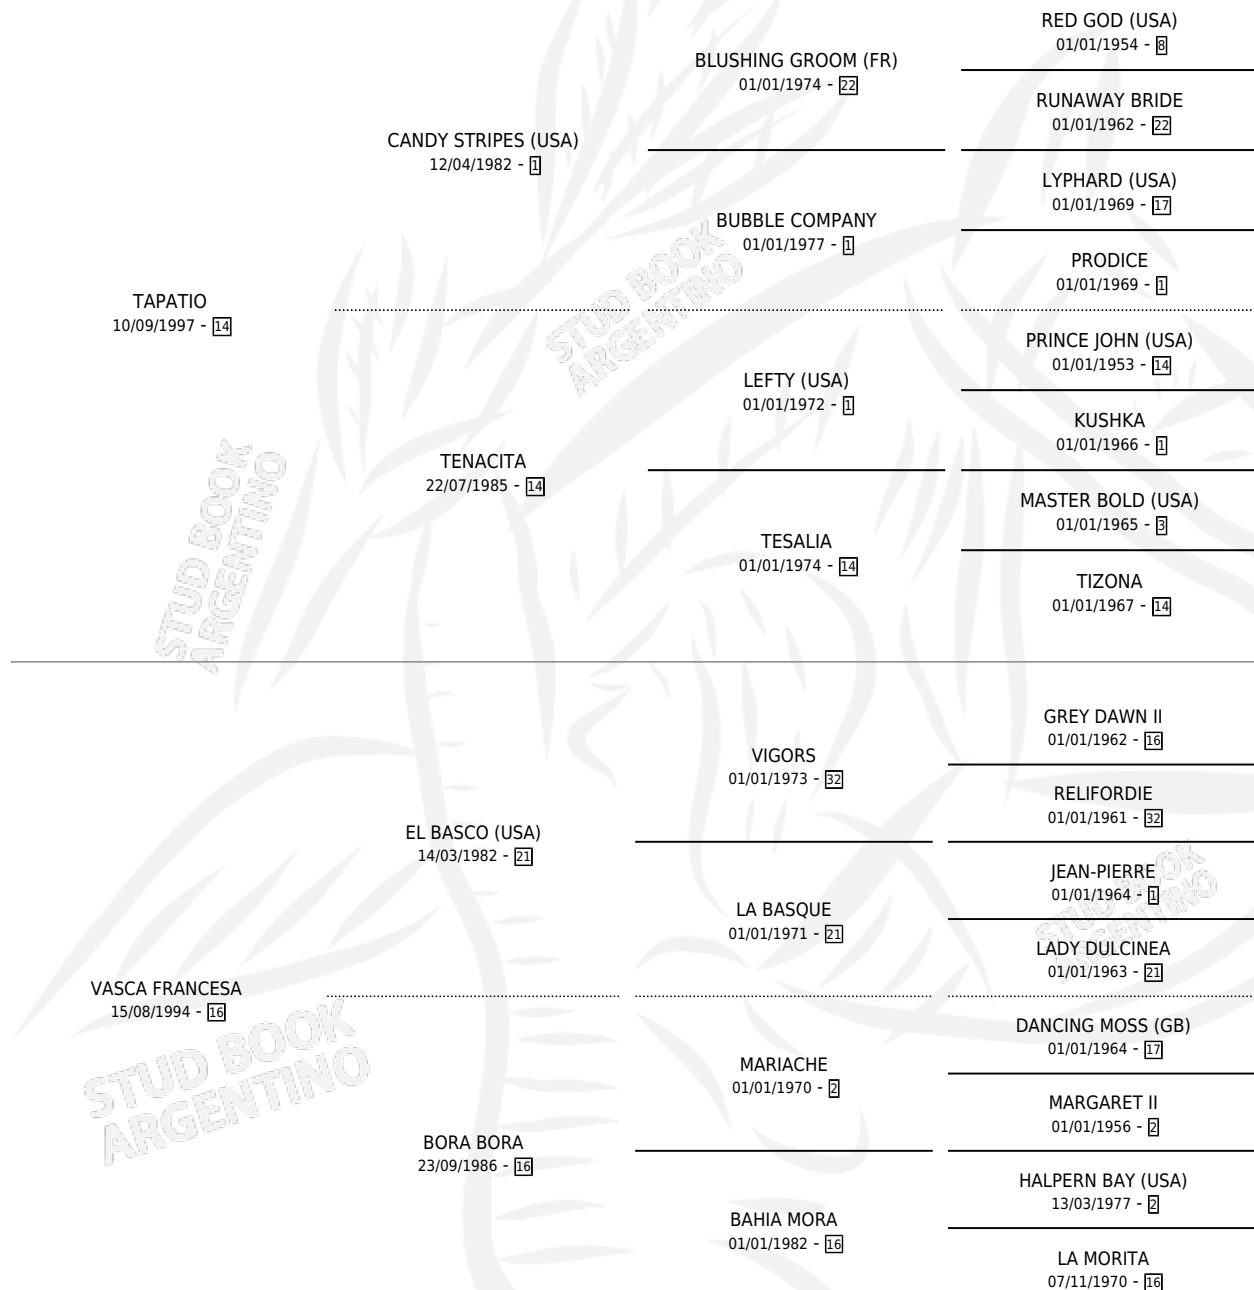 RED GOD (USA)
01/01/1954 - 8
BLUSHING GROOM (FR)
01/01/1974 - 22
RUNAWAY BRIDE
01/01/1962 - 22
CANDY STRIPES (USA)
12/04/1982 - 1
LYPHARD (USA)
01/01/1969 - 17
BUBBLE COMPANY
01/01/1977 - 1
PRODICE
01/01/1969 - 1
TAPATIO
10/09/1997 - 14
PRINCE JOHN (USA)
01/01/1953 - 14
LEFTY (USA)
01/01/1972 - 1
KUSHKA
01/01/1966 - 1
TENACITA
22/07/1985 - 14
MASTER BOLD (USA)
01/01/1965 - 3
TESALIA
01/01/1974 - 14
TIZONA
01/01/1967 - 14
GREY DAWN II
01/01/1962 - 16
VIGORS
01/01/1973 - 32
RELIFORDIE
01/01/1961 - 32
EL BASCO (USA)
14/03/1982 - 21
JEAN-PIERRE
01/01/1964 - 1
LA BASQUE
01/01/1971 - 21
LADY DULCINEA
01/01/1963 - 21
VASCA FRANCESA
15/08/1994 - 16
DANCING MOSS (GB)
01/01/1964 - 17
MARIACHE
01/01/1970 - 2
MARGARET II
01/01/1956 - 2
BORA BORA
23/09/1986 - 16
HALPERN BAY (USA)
13/03/1977 - 2
BAHIA MORA
01/01/1982 - 16
LA MORITA
07/11/1970 - 16
STUD BOOK
ARGENTINO
STUD BOOK
ARGENTINO
STUD BOOK
ARGENTINO
STUD BOOK
ARGENTINO